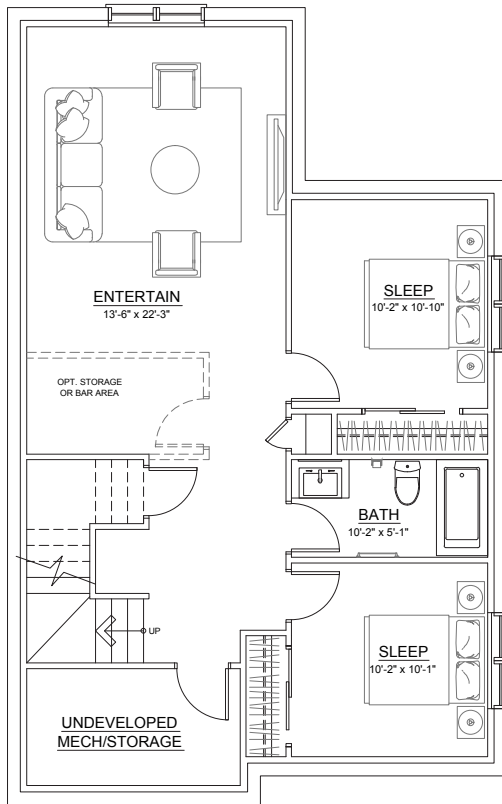 ENTERTAIN
13'-6" x 22'-3"
SLEEP
10'-2" x 10'-10"
OPT. STORAGE
OR BAR AREA
BATH
10'-2" x 5'-1"
UP
SLEEP
10'-2" x 10'-1"
UNDEVELOPED
MECH/STORAGE